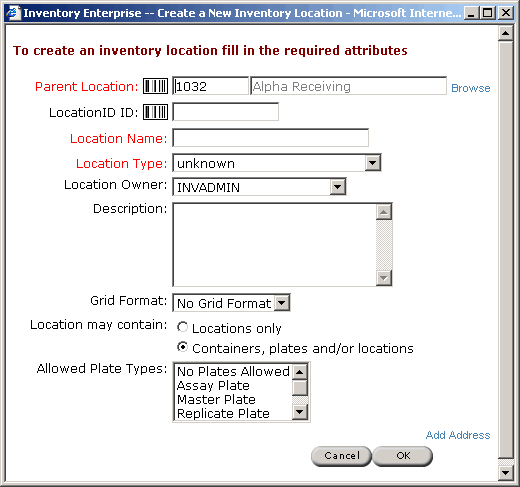 Inventory Enterprise -- Create a New Inventory Location - Microsoft Interne...
To create an inventory location fill in the required attributes
Parent Location: 1032 Alpha Receiving Browse
LocationID ID:
Location Name:
Location Type: unknown
Location Owner: INVADMIN
Description:
Grid Format: No Grid Format
Location may contain: Locations only
Containers, plates and/or locations
Allowed Plate Types: No Plates Allowed
Assay Plate
Master Plate
Replicate Plate
Add Address
Cancel OK